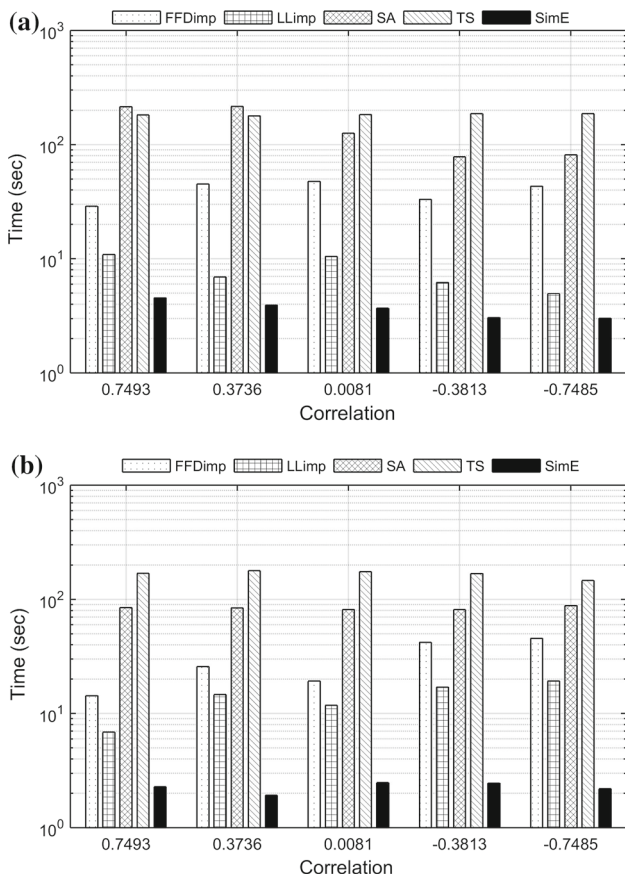 (a)
FFDimp LLimp SA TS SimE
10^3
10^2
10^1
10^0
Time (sec)
0.7493 0.3736 0.0081 -0.3813 -0.7485
Correlation
(b)
FFDimp LLimp SA TS SimE
10^3
10^2
10^1
10^0
Time (sec)
0.7493 0.3736 0.0081 -0.3813 -0.7485
Correlation